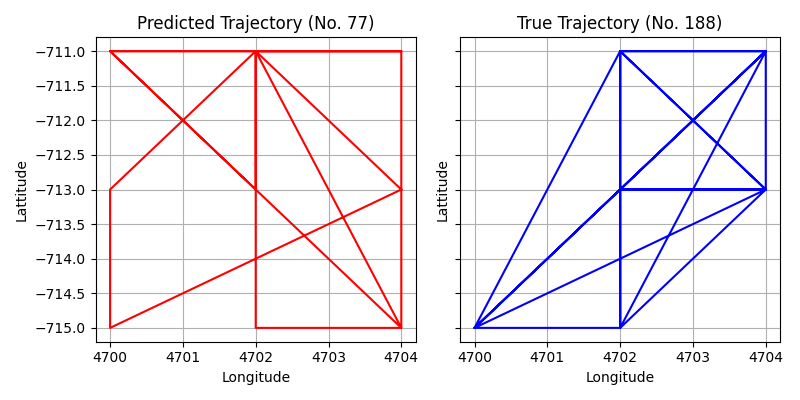 Predicted Trajectory (No. 77)
True Trajectory (No. 188)
Lattitude
−711.0
−711.5
−712.0
−712.5
−713.0
−713.5
−714.0
−714.5
−715.0
4700 4701 4702 4703 4704
Longitude
Lattitude
4700 4701 4702 4703 4704
Longitude